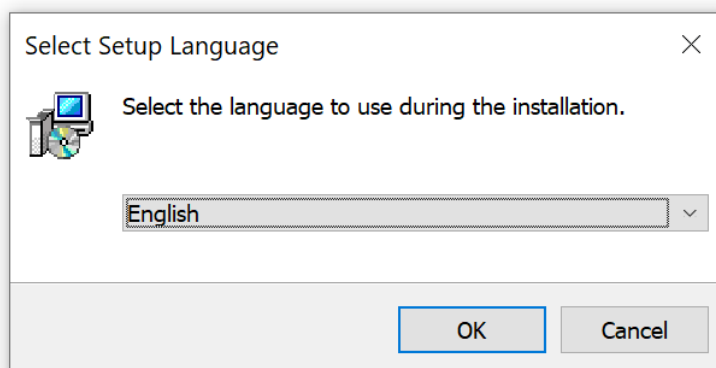 Select Setup Language
Select the language to use during the installation.
English
OK
Cancel